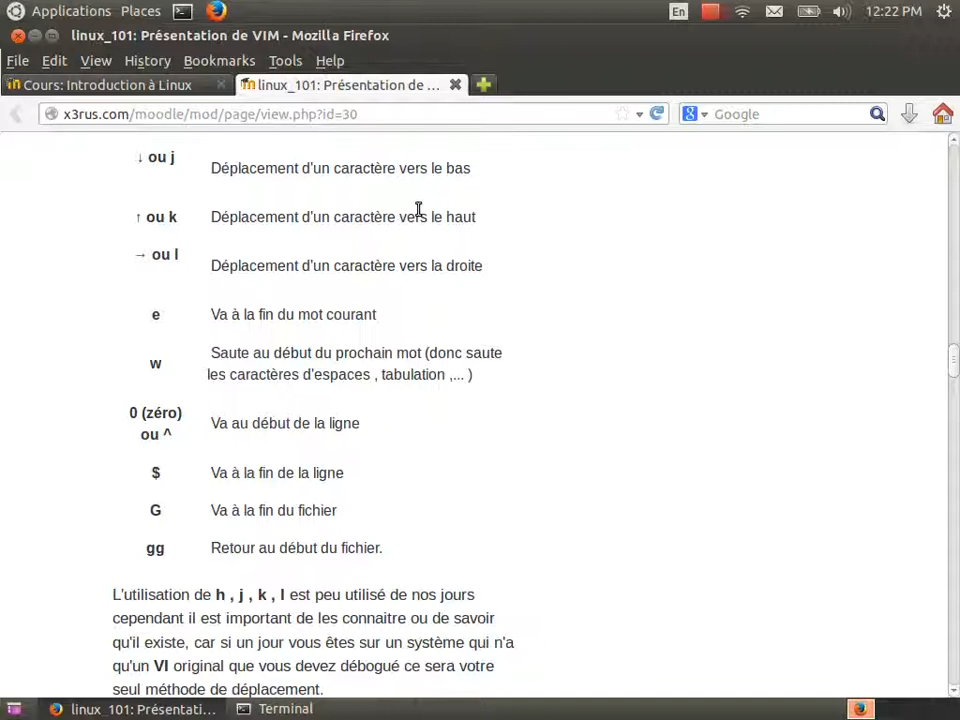 Applications Places En 12:22 PM
linux_101: Présentation de VIM - Mozilla Firefox
File Edit View History Bookmarks Tools Help
Cours: Introduction à Linux linux_101: Présentation de ...
x3rus.com/moodle/mod/page/view.php?id=30 Google
↓ ou j Déplacement d'un caractère vers le bas
↑ ou k Déplacement d'un caractère vers le haut
→ ou l Déplacement d'un caractère vers la droite
e Va à la fin du mot courant
w Saute au début du prochain mot (donc saute
les caractères d'espaces , tabulation ,... )
0 (zéro)
ou ^ Va au début de la ligne
$ Va à la fin de la ligne
G Va à la fin du fichier
gg Retour au début du fichier.
L'utilisation de h , j , k , l est peu utilisé de nos jours
cependant il est important de les connaitre ou de savoir
qu'il existe, car si un jour vous êtes sur un système qui n'a
qu'un VI original que vous devez débogué ce sera votre
seul méthode de déplacement.
linux_101: Présentati... Terminal